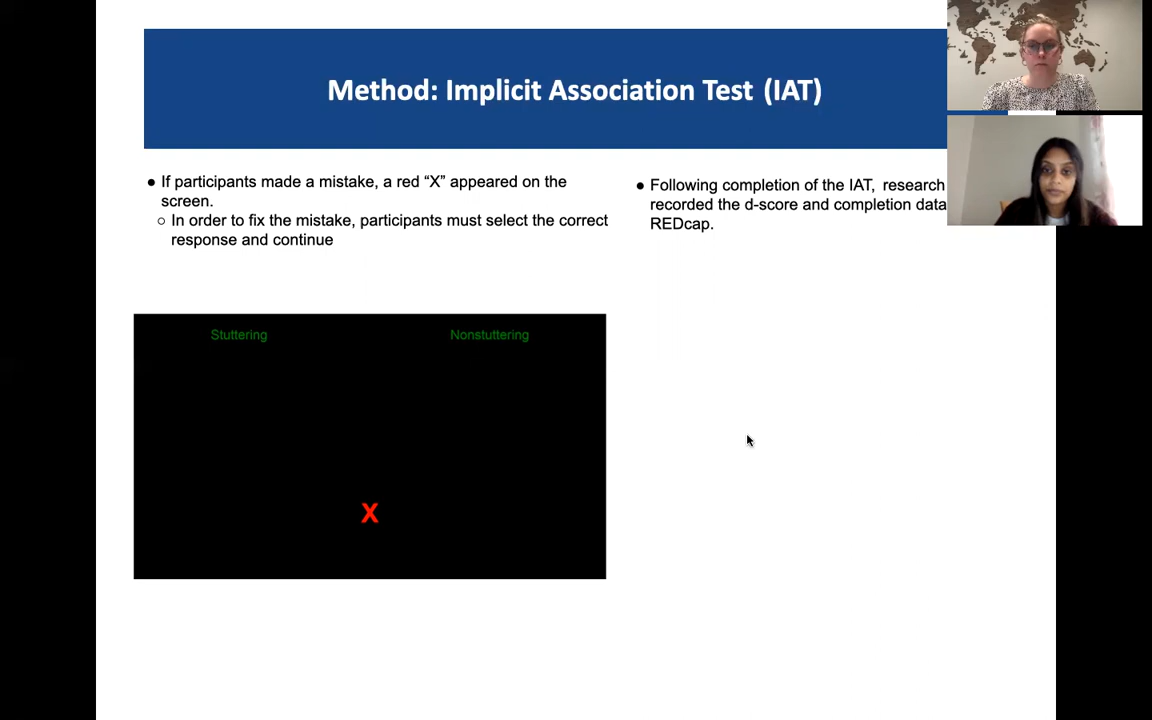 Method: Implicit Association Test (IAT)
● If participants made a mistake, a red “X” appeared on the
screen.
○ In order to fix the mistake, participants must select the correct
response and continue
● Following completion of the IAT, research
recorded the d-score and completion data
REDcap.
Stuttering Nonstuttering
X